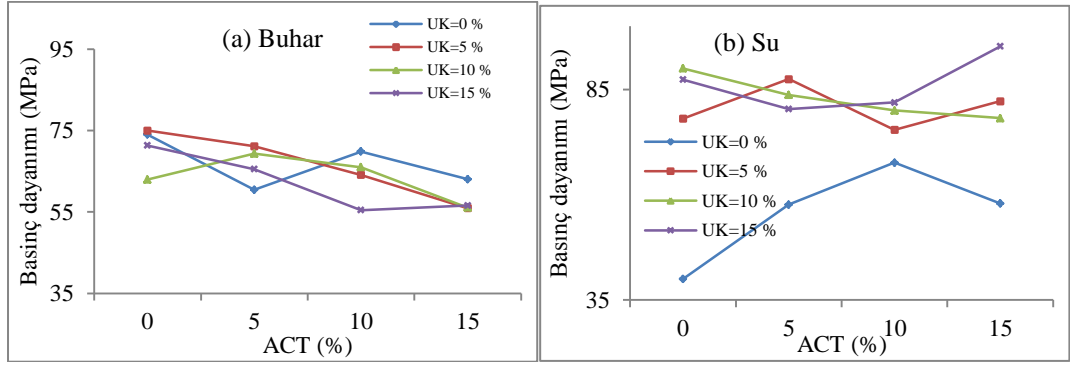 (a) Buhar
UK=0 %
UK=5 %
UK=10 %
UK=15 %
95
75
55
35
Basinç dayanımı (MPa)
0 5 10 15
ACT (%)
(b) Su
85
35
UK=0 %
UK=5 %
UK=10 %
UK=15 %
Basınç dayanımı (MPa)
0 5 10 15
ACT (%)